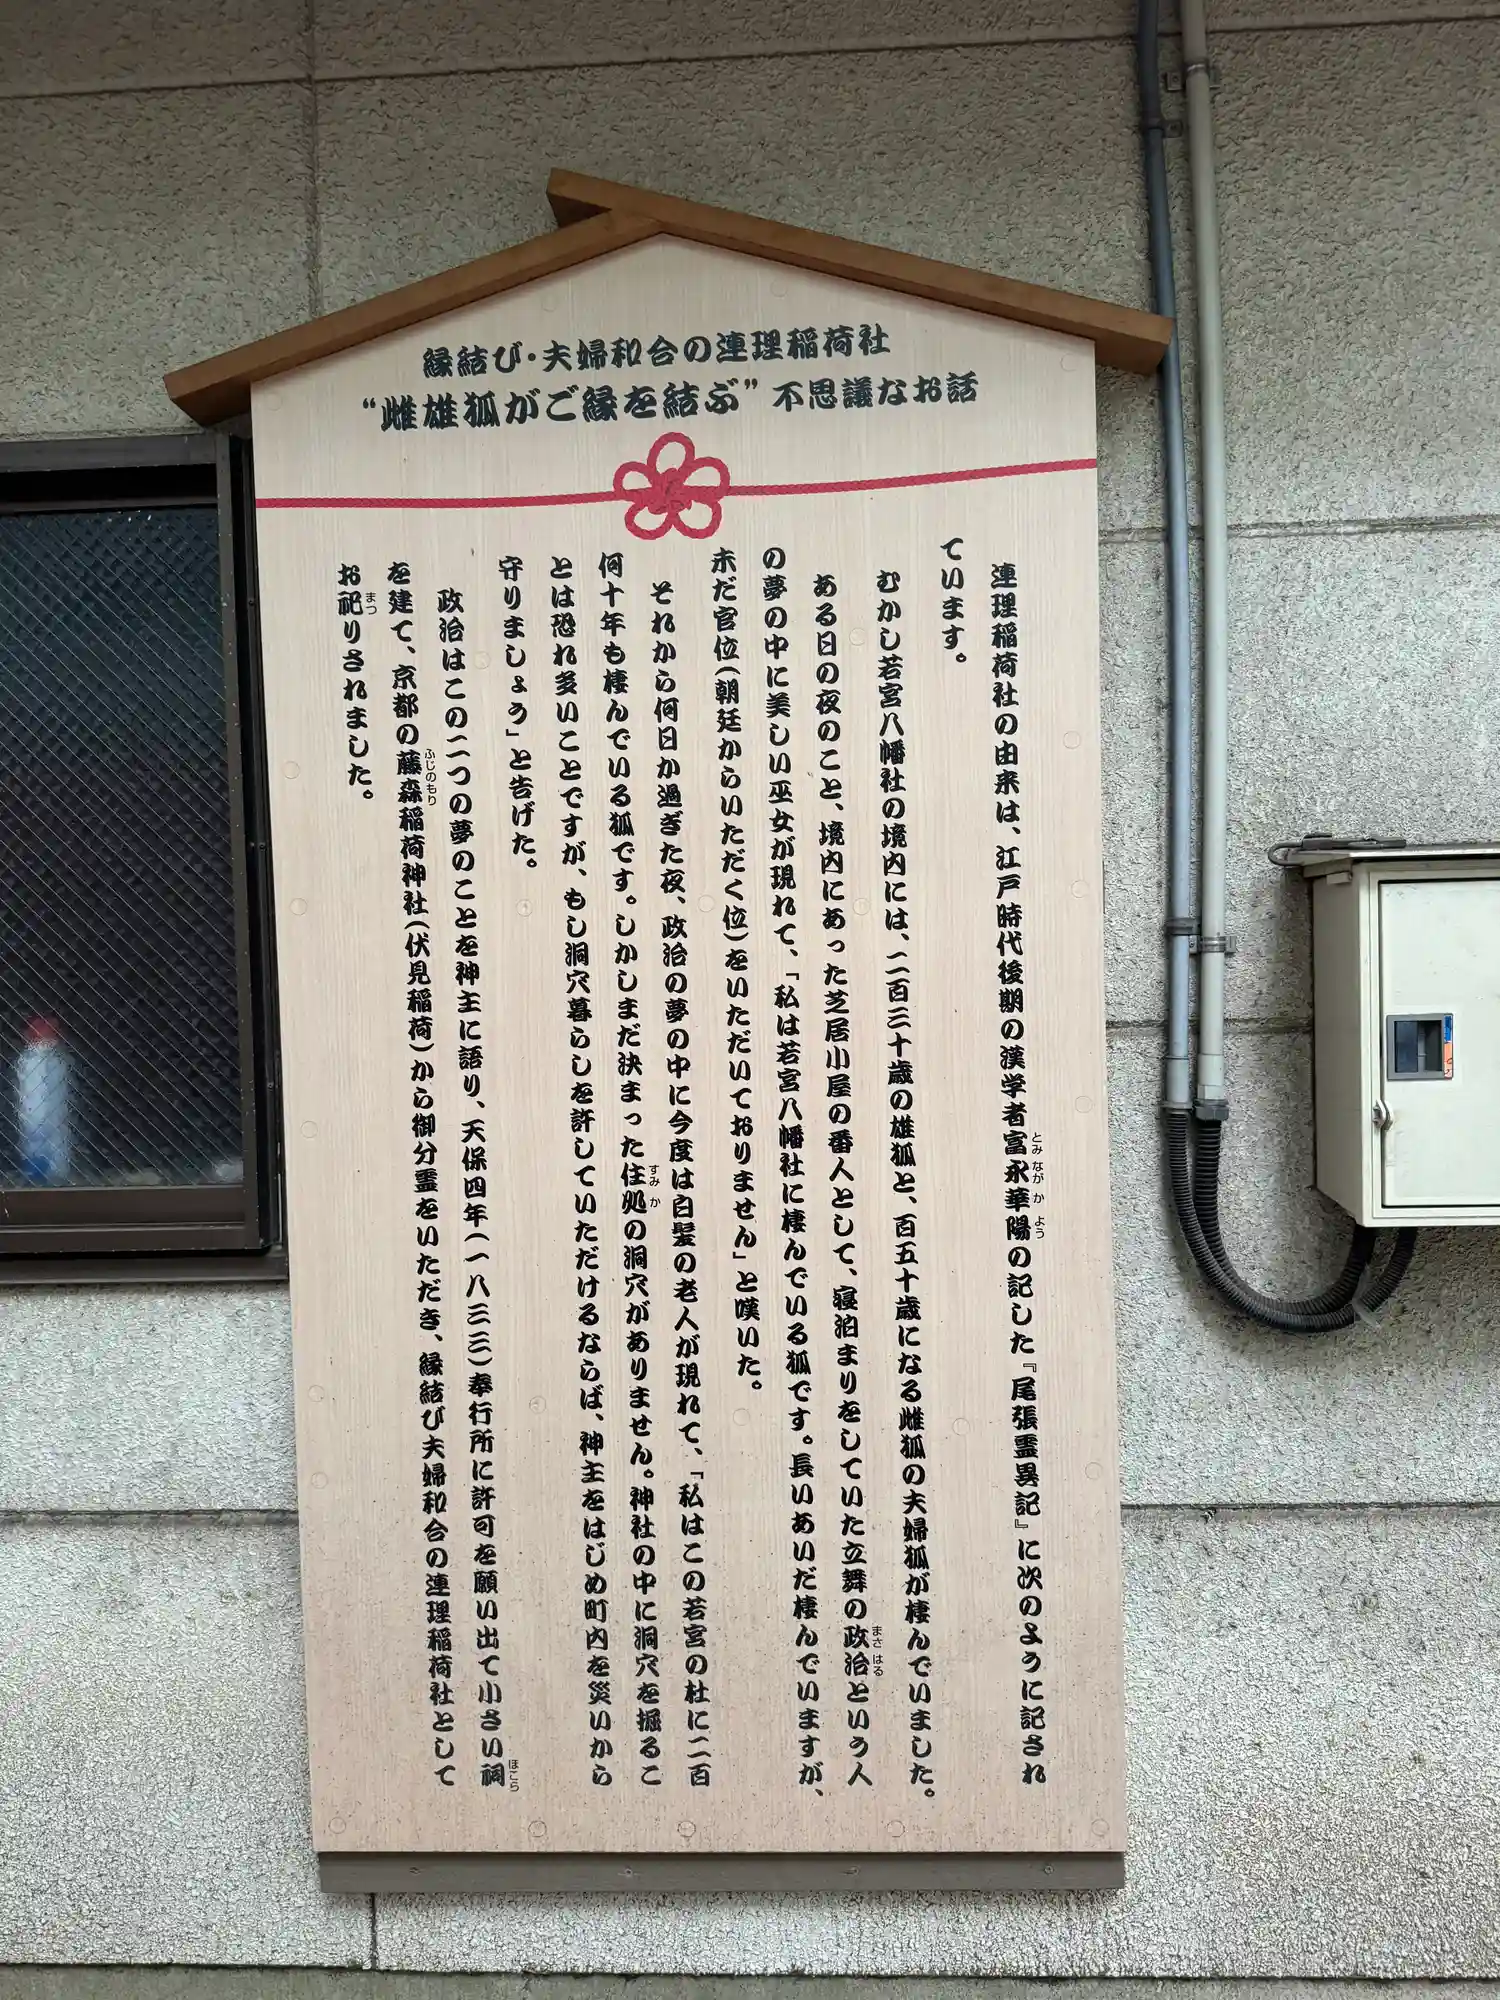 縁結び・夫婦和合の連理稲荷社
“雌雄狐がご縁を結ぶ”不思議なお話
連理稲荷社の由来は、江戸時代後期の漢学者富永華陽の記した『尾張霊異記』に次のように記され
ています。
むかし若宮八幡社の境内には、二百三十歳の雄狐と、百五十歳になる雌狐の夫婦狐が棲んでいました。
ある日の夜のこと、境内にあった芝居小屋の番人として、寝泊まりをしていた立舞の政治という人
の夢の中に美しい巫女が現れて、「私は若宮八幡社に棲んでいる狐です。長いあいだ棲んでいますが、
未だ官位(朝廷からいただく位)をいただいておりません」と嘆いた。
それから何日か過ぎた夜、政治の夢の中に今度は白髪の老人が現れて、「私はこの若宮の杜に二百
何十年も棲んでいる狐です。しかしまだ決まった住処の洞穴がありません。神社の中に洞穴を掘るこ
とは恐れ多いことですが、もし洞穴暮らしを許していただけるならば、神主をはじめ町内を災いから
守りましょう」と告げた。
政治はこの二つの夢のことを神主に語り、天保四年(一八三三)奉行所に許可を願い出て小さい祠
を建て、京都の藤森稲荷神社(伏見稲荷)から御分霊をいただき、縁結び夫婦和合の連理稲荷社として
お祀りされました。
とみ なが か よう
まさ はる
すみ か
ほこら
ふじのもり
まつ